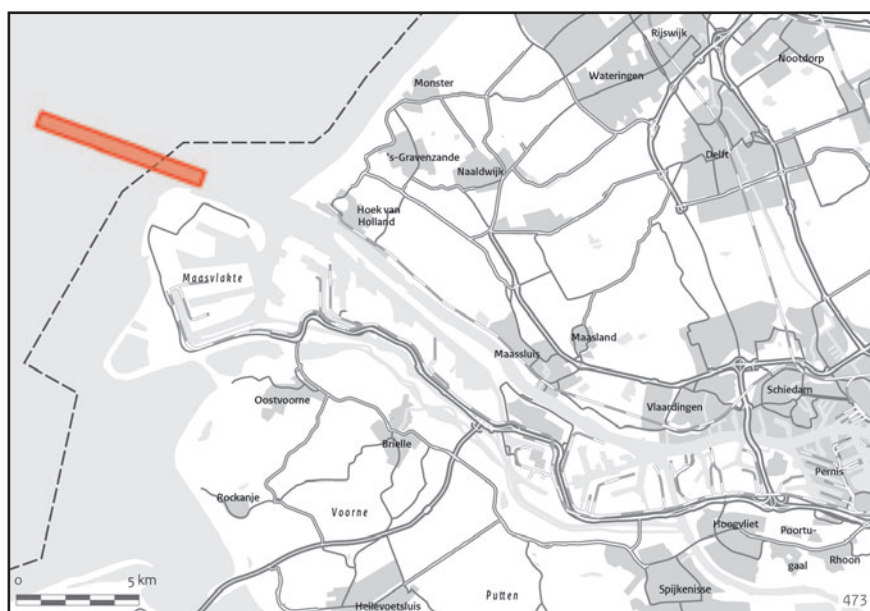 Rijswijk
Nootdorp
Wateringen
Monster
Delft
's-Gravenzande
Naaldwijk
Hoek van
Holland
Maasvlakte
Maasland
Maassluis
Schiedam
Oostvoorne
Vlaardingen
Brielle
Pernis
Rockanje
Voorne
Hoogvliet
Poortu-
gaal
Rhoon
0 5 km
Spijkenisse
Putten
Hellevoetsluis
473